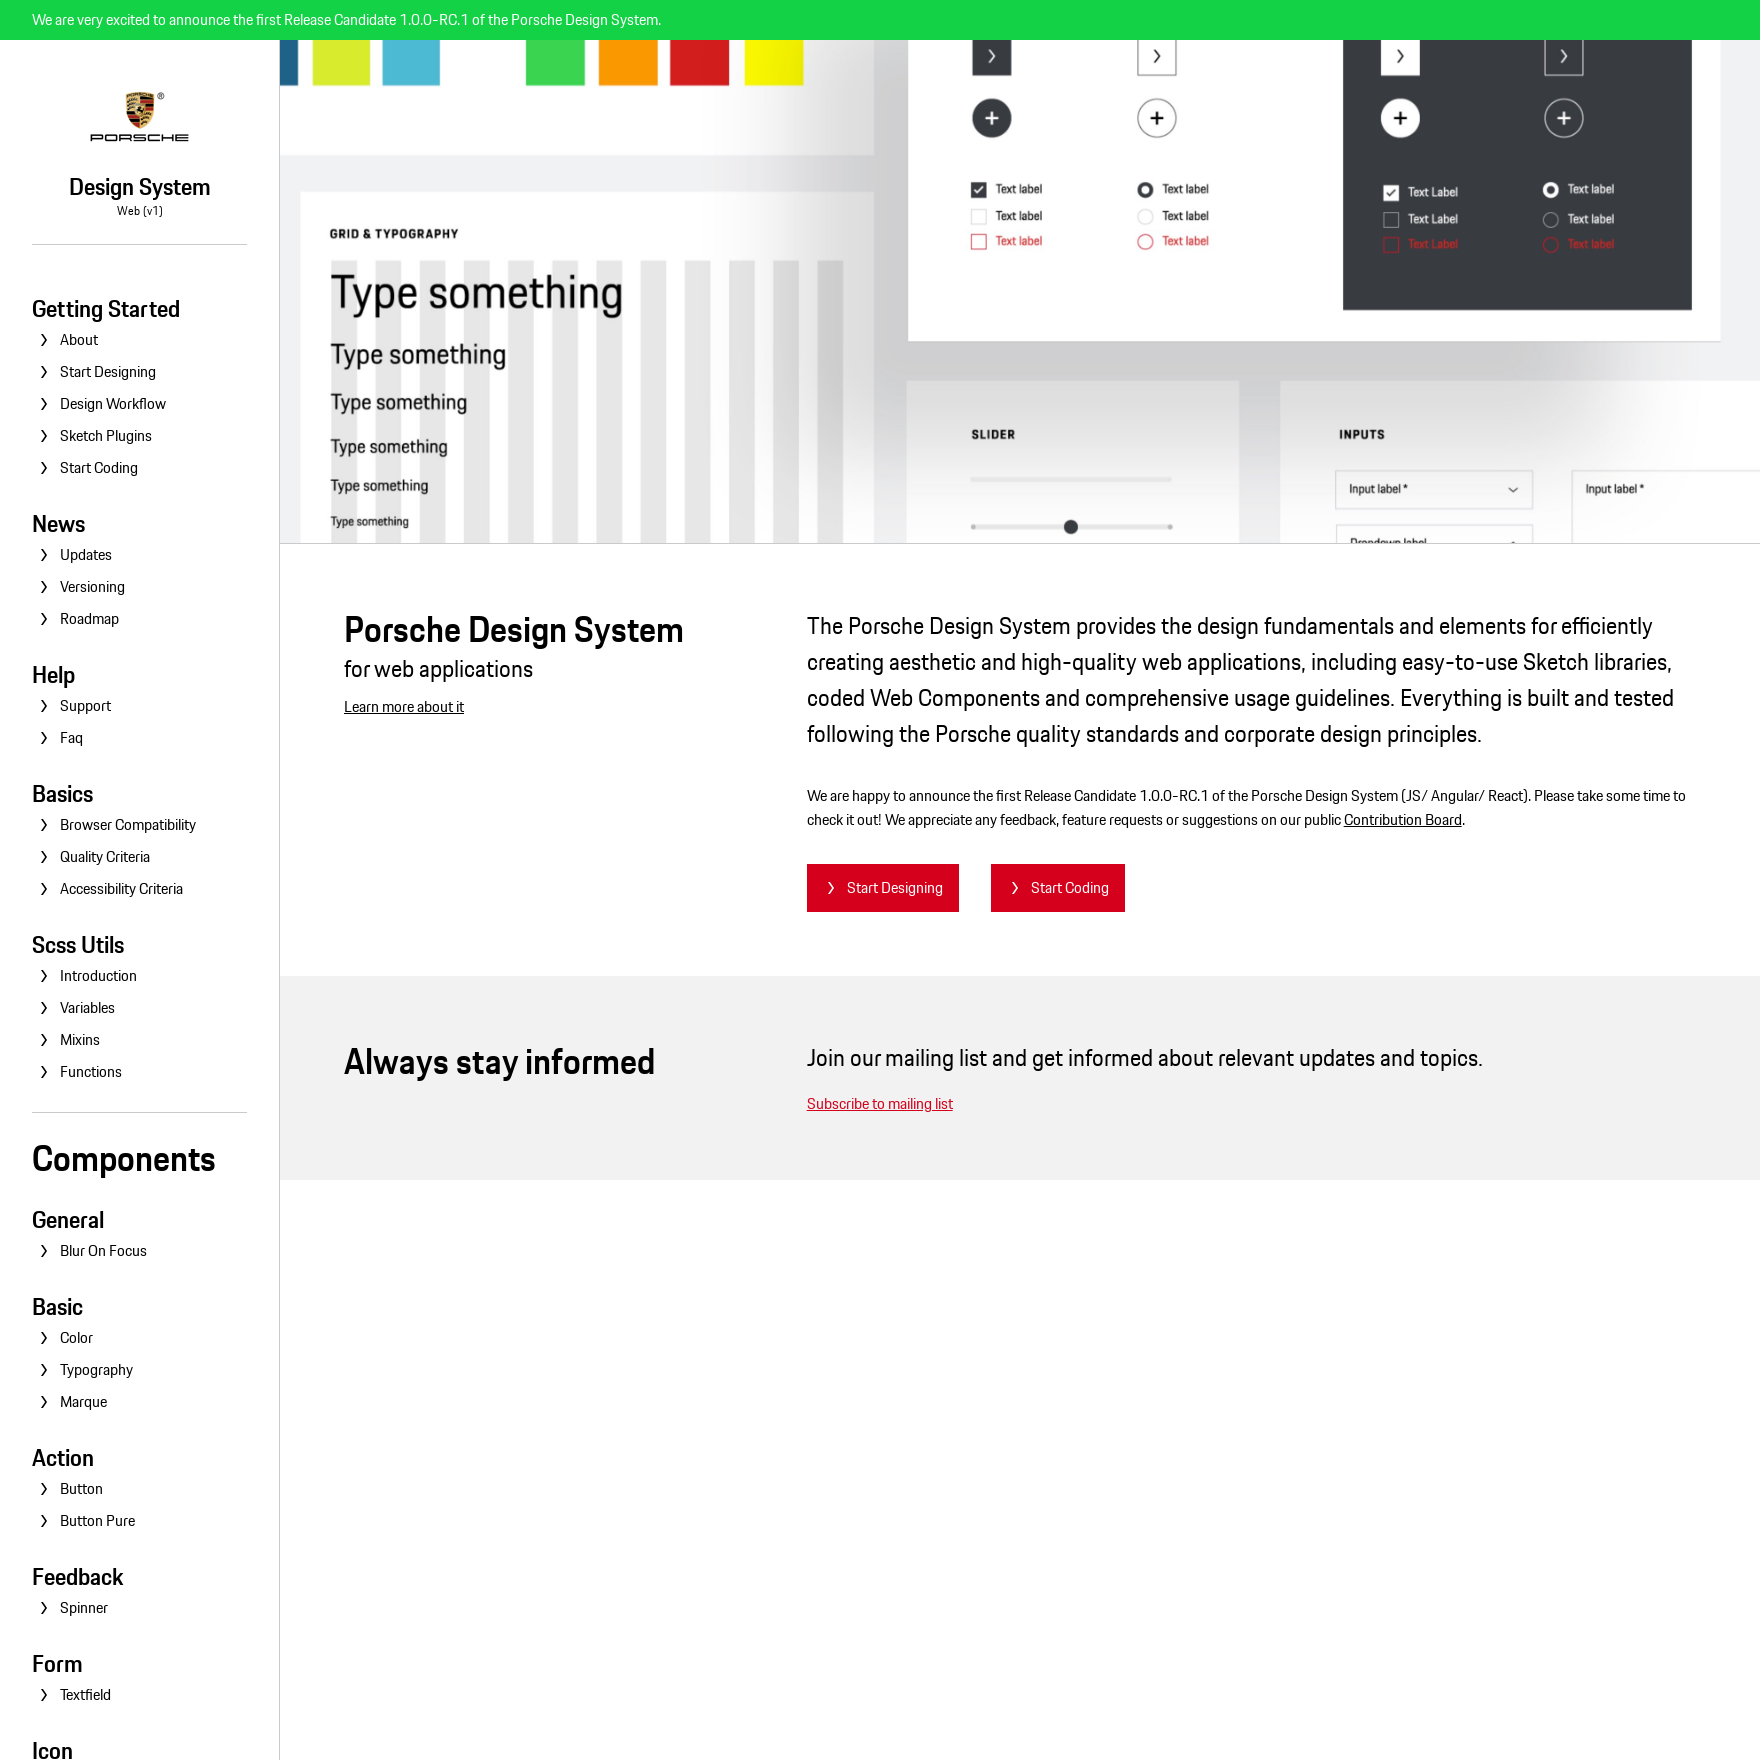 We are very excited to announce the first Release Candidate 1.0.0-RC.1 of the Porsche Design System.
®
PORSCHE
Design System
Web (v1)
Getting Started
About
Start Designing
Design Workflow
Sketch Plugins
Start Coding
News
Updates
Versioning
Roadmap
Help
Support
Faq
Basics
Browser Compatibility
Quality Criteria
Accessibility Criteria
Scss Utils
Introduction
Variables
Mixins
Functions
Components
General
Blur On Focus
Basic
Color
Typography
Marque
Action
Button
Button Pure
Feedback
Spinner
Form
Textfield
Icon
GRID & TYPOGRAPHY
Type something
Type something
Type something
Type something
Type something
Type something
Text label
Text label
Text label
Text label
Text label
Text label
Text Label
Text Label
Text Label
Text label
Text label
Text label
SLIDER
INPUTS
Input label *
Input label *
Dropdown label
Porsche Design System
for web applications
Learn more about it
The Porsche Design System provides the design fundamentals and elements for efficiently
creating aesthetic and high-quality web applications, including easy-to-use Sketch libraries,
coded Web Components and comprehensive usage guidelines. Everything is built and tested
following the Porsche quality standards and corporate design principles.
We are happy to announce the first Release Candidate 1.0.0-RC.1 of the Porsche Design System (JS/ Angular/ React). Please take some time to
check it out! We appreciate any feedback, feature requests or suggestions on our public Contribution Board.
Start Designing
Start Coding
Always stay informed
Join our mailing list and get informed about relevant updates and topics.
Subscribe to mailing list